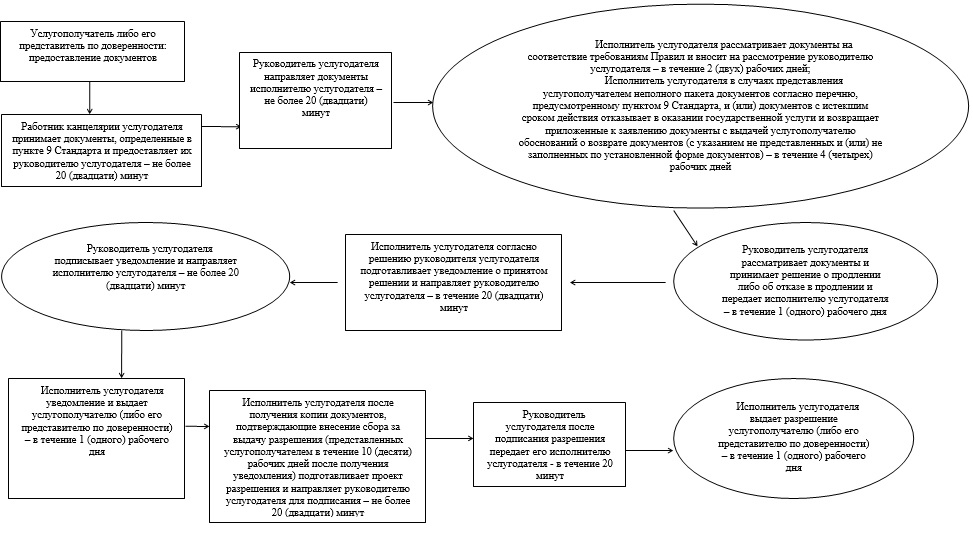 Услугополучатель либо его
представитель по доверенности:
предоставление документов
Работник канцелярии услугодателя
принимает документы, определенные в
пункте 9 Стандарта и предоставляет их
руководителю услугодателя – не более
20 (двадцати) минут
Руководитель услугодателя
направляет документы
исполнителю услугодателя –
не более 20 (двадцати)
минут
Исполнитель услугодателя рассматривает документы на
соответствие требованиям Правил и вносит на рассмотрение руководителю
услугодателя – в течение 2 (двух) рабочих дней;
Исполнитель услугодателя в случаях представления
услугополучателем неполного пакета документов согласно перечню,
предусмотренному пунктом 9 Стандарта, и (или) документов с истекшим
сроком действия отказывает в оказании государственной услуги и возвращает
приложенные к заявлению документы с выдачей услугополучателю
обоснований о возврате документов (с указанием не представленных и (или) не
заполненных по установленной форме документов) – в течение 4 (четырех)
рабочих дней
Руководитель услугодателя
рассматривает документы и
принимает решение о продлении
либо об отказе в продлении и
передает исполнителю услугодателя
– в течение 1 (одного) рабочего дня
Исполнитель услугодателя согласно
решению руководителя услугодателя
подготавливает уведомление о принятом
решении и направляет руководителю
услугодателя – в течение 20 (двадцати)
минут
Руководитель услугодателя
подписывает уведомление и направляет
исполнителю услугодателя – не более 20
(двадцати) минут
Исполнитель услугодателя
уведомление и выдает
услугополучателю (либо его
представителю по доверенности)
– в течение 1 (одного) рабочего
дня
Исполнитель услугодателя после
получения копии документов,
подтверждающие внесение сбора за
выдачу разрешения (представленных
услугополучателем в течение 10 (десяти)
рабочих дней после получения
уведомления) подготавливает проект
разрешения и направляет руководителю
услугодателя для подписания – не более
20 (двадцати) минут
Руководитель
услугодателя после
подписания разрешения
передает его исполнителю
услугодателя - в течение 20
минут
Исполнитель услугодателя
выдает разрешение
услугополучателю (либо его
представителю по доверенности)
– в течение 1 (одного) рабочего
дня